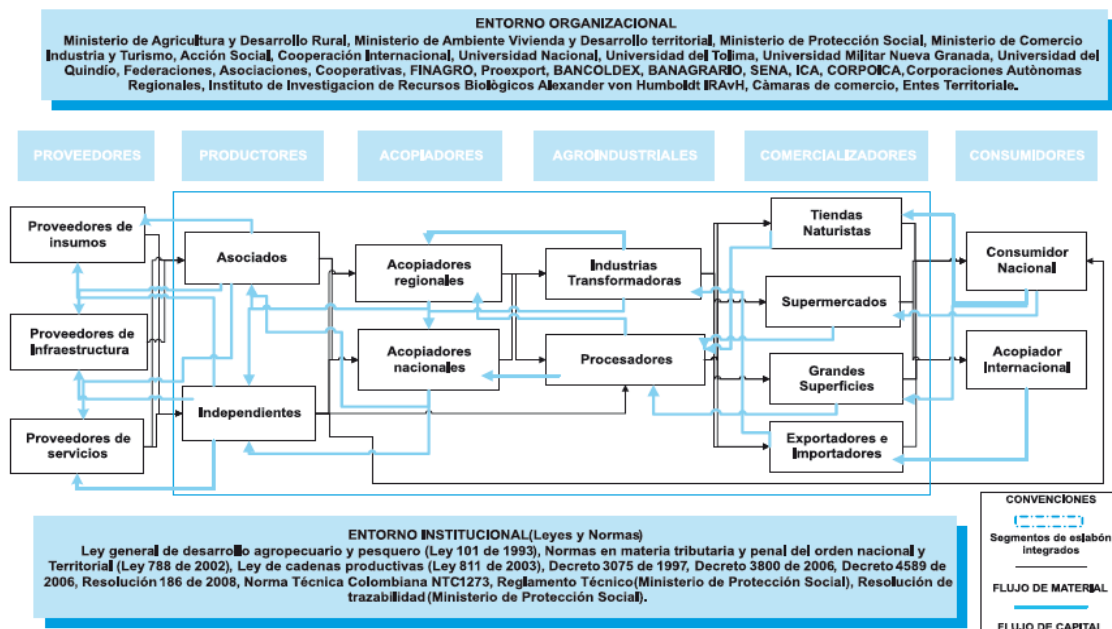 ENTORNO ORGANIZACIONAL
Ministerio de Agricultura y Desarrollo Rural, Ministerio de Ambiente Vivienda y Desarrollo territorial, Ministerio de Protección Social, Ministerio de Comercio
Industria y Turismo, Acción Social, Cooperación Internacional, Universidad Nacional, Universidad del Tolima, Universidad Militar Nueva Granada, Universidad del
Quindío, Federaciones, Asociaciones, Cooperativas, FINAGRO, Proexport, BANCOLDEX, BANAGRARIO, SENA, ICA, CORPOICA, Corporaciones Autònomas
Regionales, Instituto de Investigacion de Recursos Biològicos Alexander von Humboldt IRAvH, Càmaras de comercio, Entes Territoriale.
PROVEEDORES
PRODUCTORES
ACOPIADORES
AGROINDUSTRIALES
COMERCIALIZADORES
CONSUMIDORES
Proveedores de
insumos
Proveedores de
Infraestructura
Proveedores de
servicios
Asociados
Independientes
Acopiadores
regionales
Acopiadores
nacionales
Industrias
Transformadoras
Procesadores
Tiendas
Naturistas
Supermercados
Grandes
Superficies
Exportadores e
Importadores
Consumidor
Nacional
Acopiador
Internacional
ENTORNO INSTITUCIONAL(Leyes y Normas)
Ley general de desarrollo agropecuario y pesquero (Ley 101 de 1993), Normas en materia tributaria y penal del orden nacional y
Territorial (Ley 788 de 2002), Ley de cadenas productivas (Ley 811 de 2003), Decreto 3075 de 1997, Decreto 3800 de 2006, Decreto 4589 de
2006, Resolución 186 de 2008, Norma Técnica Colombiana NTC1273, Reglamento Técnico(Ministerio de Protección Social), Resolución de
trazabilidad (Ministerio de Protección Social).
CONVENCIONES
Segmentos de eslabón
integrados
FLUJO DE MATERIAL
FLUJO DE CAPITAL